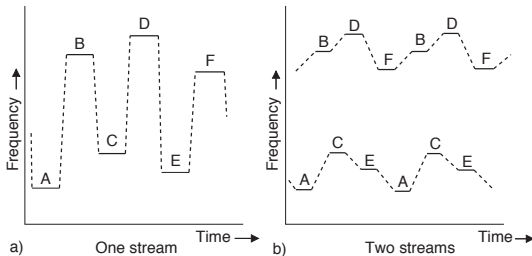 Frequency
D
B
F
C
E
A
Time
a) One stream
Frequency
B D F B D F
C C
E E
A A
Time
b) Two streams